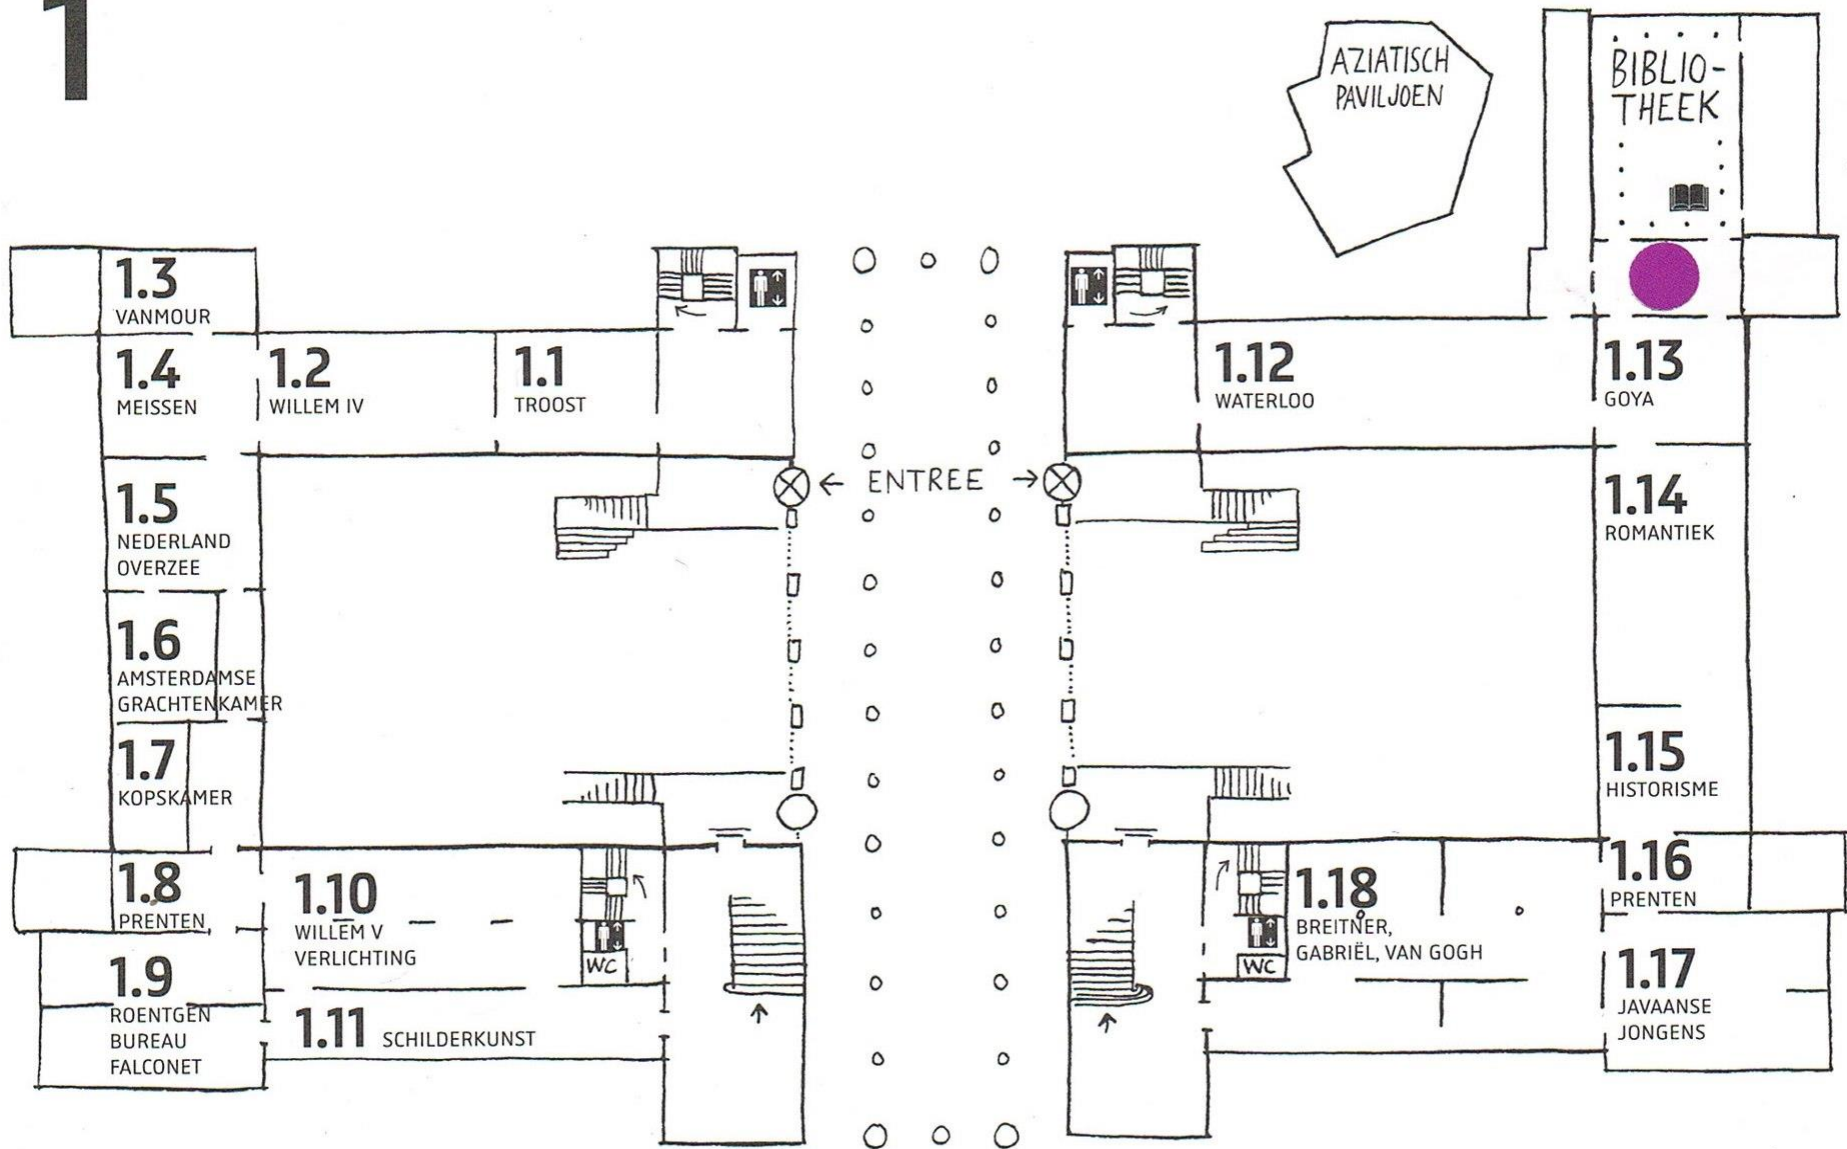 1
AZIATISCH
PAVILJOEN
BIBLIO-
THEEK
1.3
VANMOUR
1.4
MEISSEN
1.2
WILLEM IV
1.1
TROOST
1.12
WATERLOO
1.13
GOYA
← ENTREE →
1.5
NEDERLAND
OVERZEE
1.14
ROMANTIEK
1.6
AMSTERDAMSE
GRACHTENKAMER
1.7
KOPSKAMER
1.15
HISTORISME
1.8
PRENTEN
1.10
WILLEM V
VERLICHTING
WC
1.18
BREITNER,
GABRIËL, VAN GOGH
WC
1.16
PRENTEN
1.9
ROENTGEN
BUREAU
FALCONET
1.11 SCHILDERKUNST
1.17
JAVAANSE
JONGENS